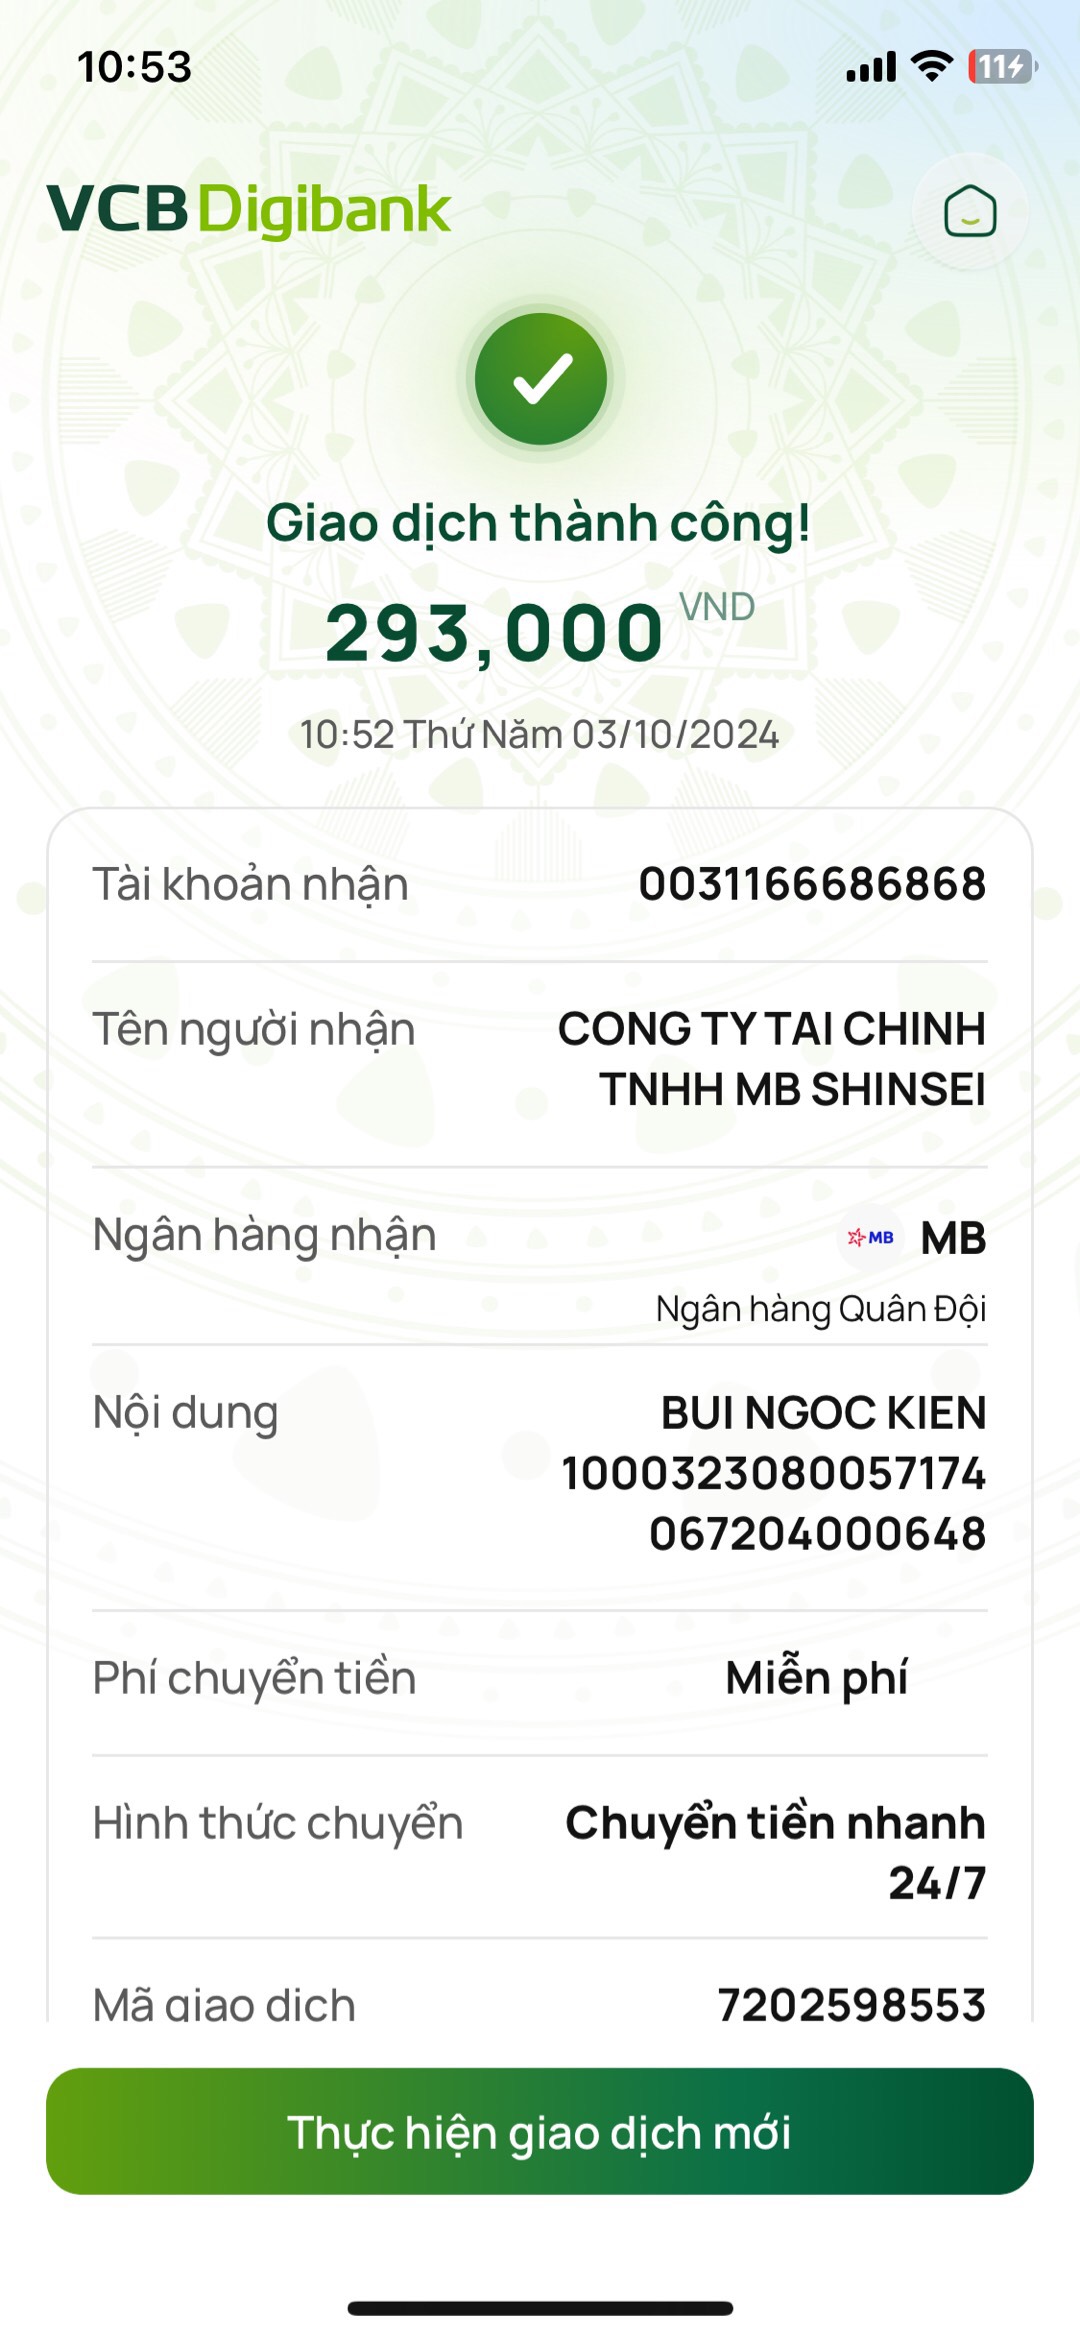 10:53
11
VCB Digibank
Giao dịch thành công!
293,000 VND
10:52 Thứ Năm 03/10/2024
Tài khoản nhận
0031166686868
Tên người nhận
CONG TY TAI CHINH
TNHH MB SHINSEI
Ngân hàng nhận
MB MB
Ngân hàng Quân Đội
Nội dung
BUI NGOC KIEN
1000323080057174
067204000648
Phí chuyển tiền
Miễn phí
Hình thức chuyển
Chuyển tiền nhanh
24/7
Mã giao dịch
7202598553
Thực hiện giao dịch mới